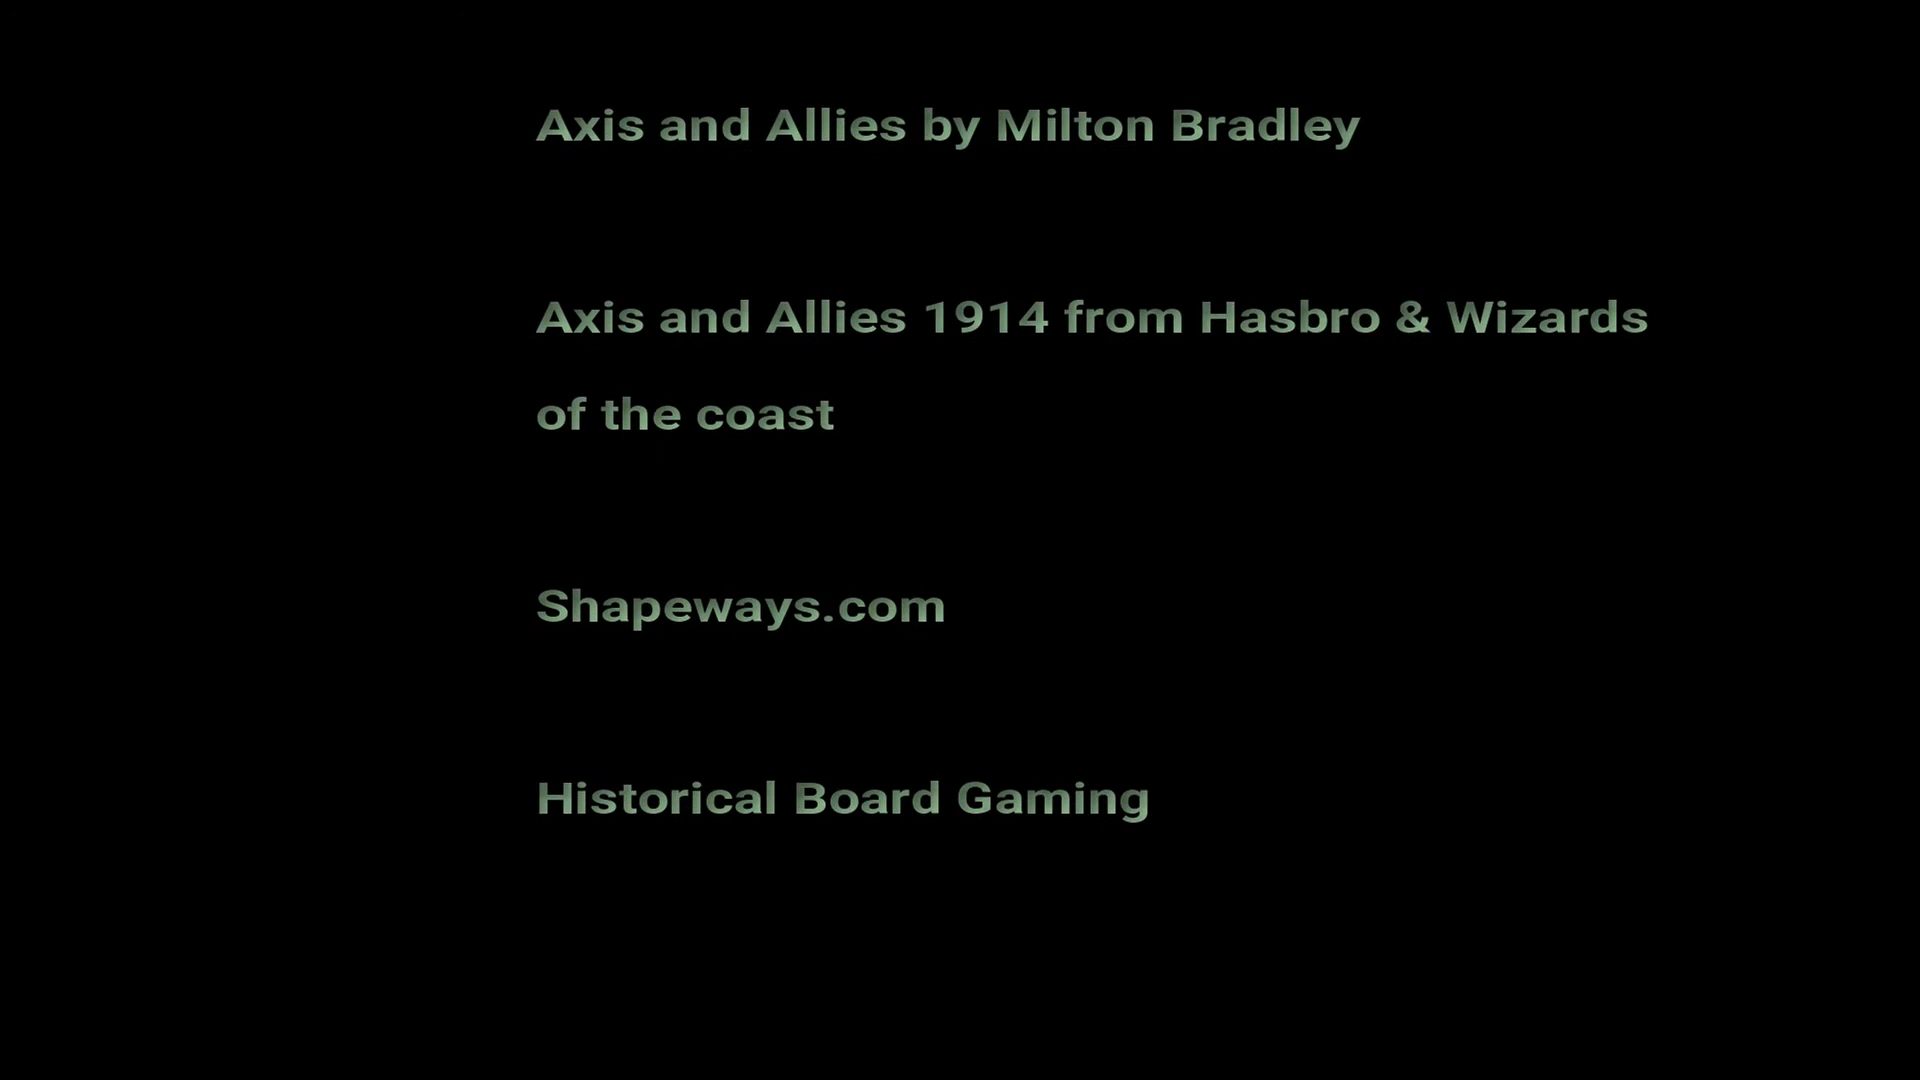 Axis and Allies by Milton Bradley
Axis and Allies 1914 from Hasbro & Wizards
of the coast
Shapeways.com
Historical Board Gaming